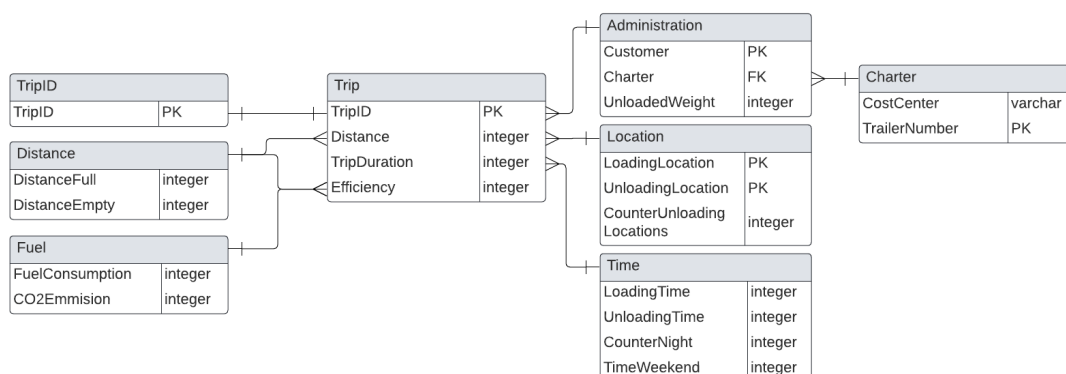 TripID
TripID PK
Distance
DistanceFull integer
DistanceEmpty integer
Fuel
FuelConsumption integer
CO2Emmision integer
Trip
TripID PK
Distance integer
TripDuration integer
Efficiency integer
Administration
Customer PK
Charter FK
UnloadedWeight integer
Location
LoadingLocation PK
UnloadingLocation PK
CounterUnloading
Locations integer
Time
LoadingTime integer
UnloadingTime integer
CounterNight integer
TimeWeekend integer
Charter
CostCenter varchar
TrailerNumber PK